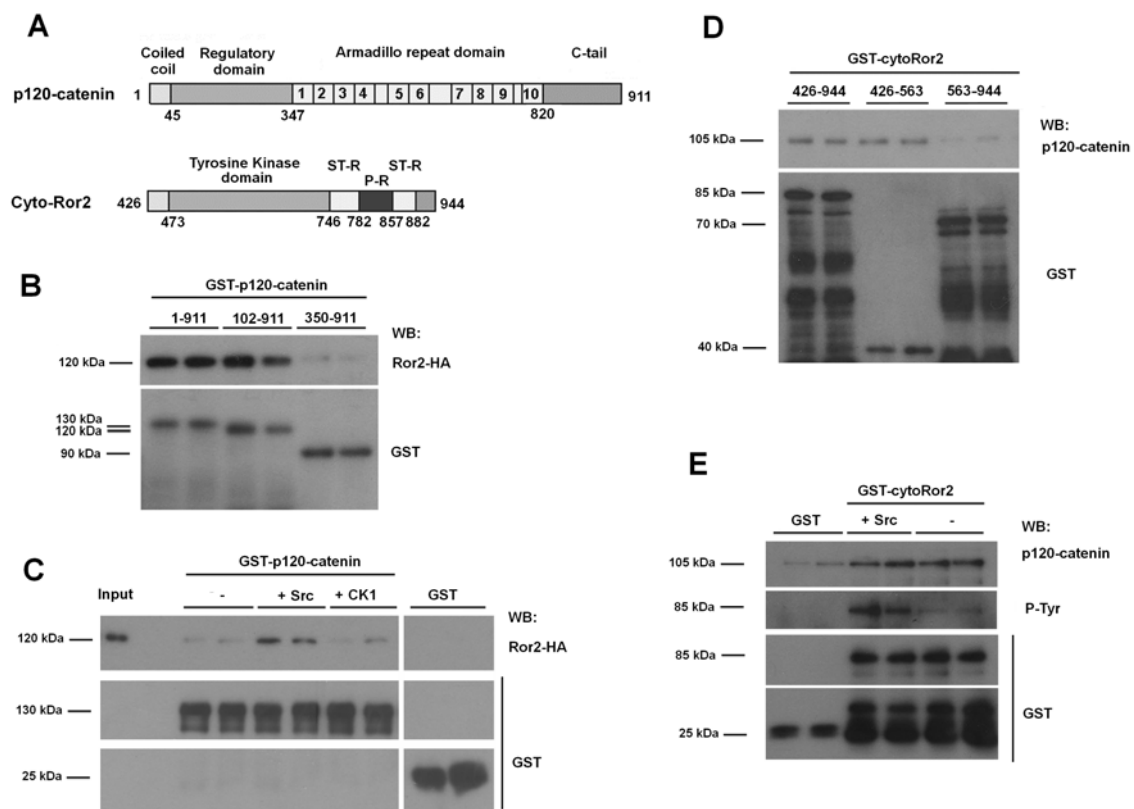 A
Coiled coil
Regulatory domain
Armadillo repeat domain
C-tail
p120-catenin 1 1 2 3 4 5 6 7 8 9 10 911
45 347 820
Tyrosine Kinase domain
ST-R P-R ST-R
Cyto-Ror2 426 944
473 746 782 857 882
B
GST-p120-catenin
1-911 102-911 350-911
WB:
120 kDa Ror2-HA
130 kDa
120 kDa
90 kDa GST
C
GST-p120-catenin
Input - + Src + CK1 GST
WB:
120 kDa Ror2-HA
130 kDa
GST
25 kDa
D
GST-cytoRor2
426-944 426-563 563-944
WB:
105 kDa p120-catenin
85 kDa
70 kDa
GST
40 kDa
E
GST-cytoRor2
GST + Src -
WB:
105 kDa p120-catenin
85 kDa P-Tyr
85 kDa
GST
25 kDa